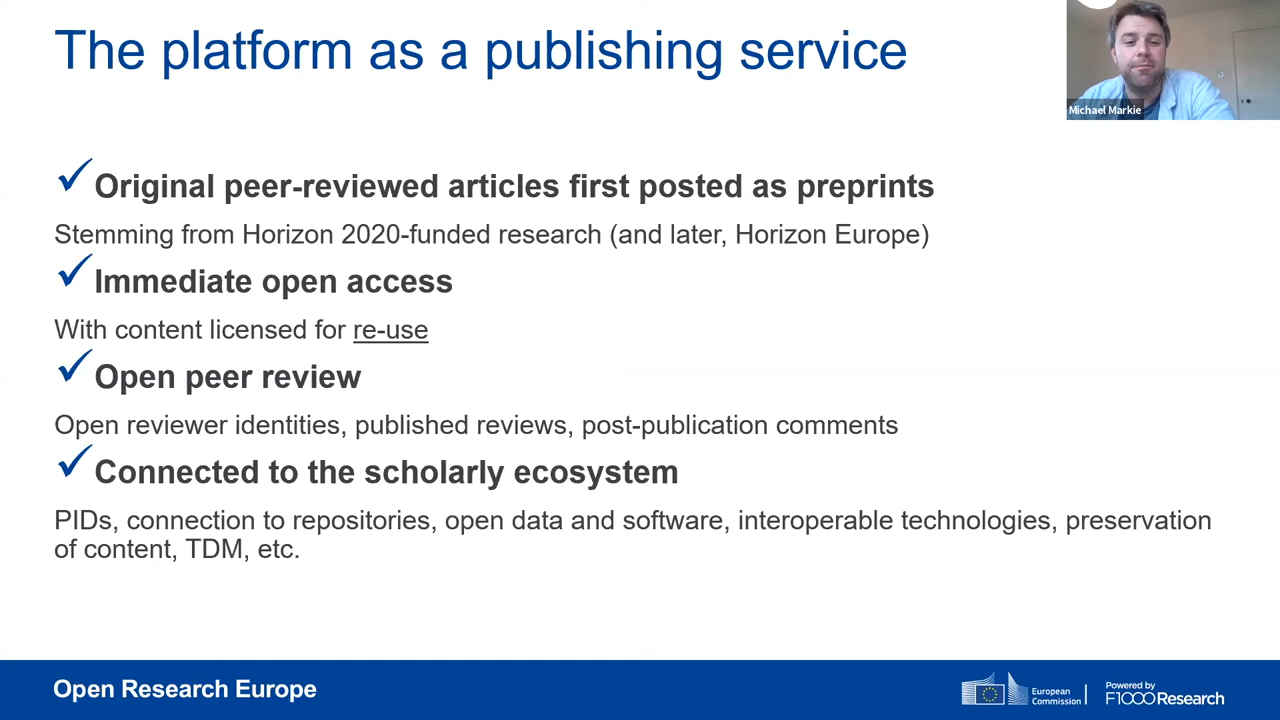 The platform as a publishing service
Michael Markie
Original peer-reviewed articles first posted as preprints
Stemming from Horizon 2020-funded research (and later, Horizon Europe)
Immediate open access
With content licensed for re-use
Open peer review
Open reviewer identities, published reviews, post-publication comments
Connected to the scholarly ecosystem
PIDs, connection to repositories, open data and software, interoperable technologies, preservation
of content, TDM, etc.
Open Research Europe
European
Commission
Powered by
F1000Research